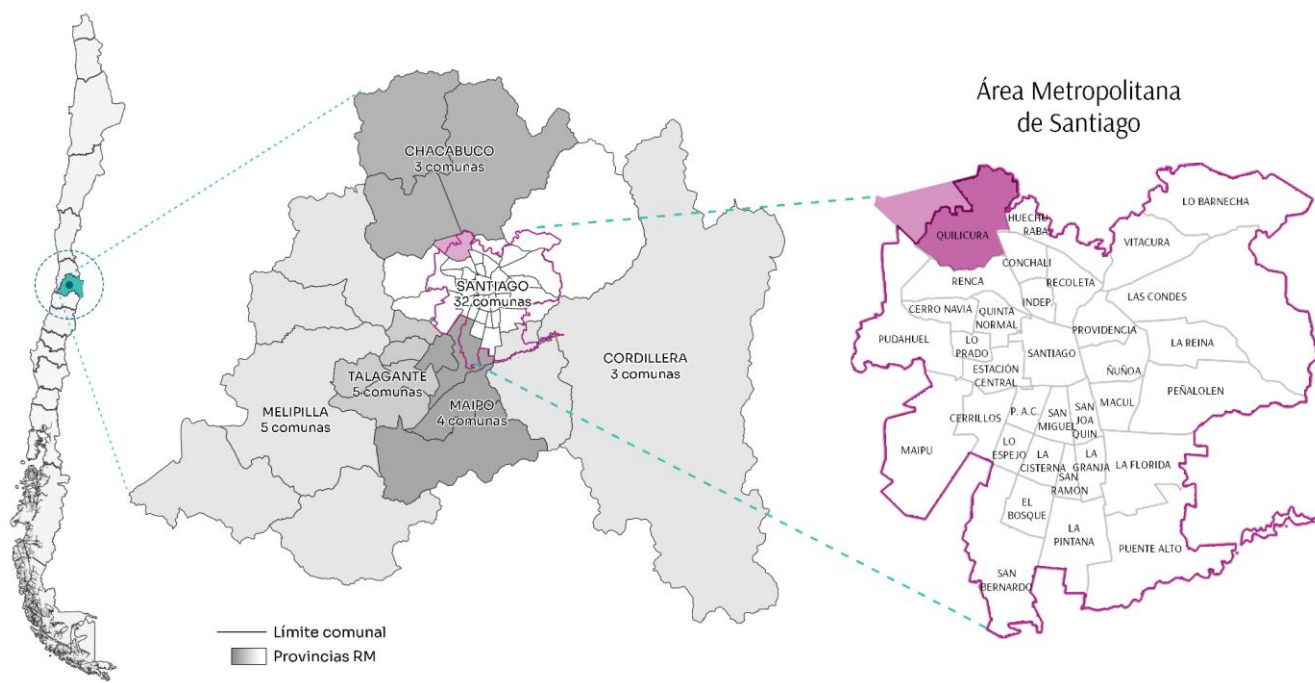 CHACABUCO
3 comunas
SANTIAGO
32 comunas
CORDILLERA
3 comunas
TALAGANTE
5 comunas
MELIPILLA
5 comunas
MAIPO
4 comunas
Límite comunal
Provincias RM
Área Metropolitana
de Santiago
LO BARNECHA
HUECHU
RABA
QUILICURA
VITACURA
CONCHALI
RENCA
RECOLETA
LAS CONDES
INDEP.
CERRO NAVIA
QUINTA
NORMAL
PROVIDENCIA
PUDAHUEL
LO
PRADO
SANTIAGO
LA REINA
ESTACIÓN
CENTRAL
ÑUÑOA
PEÑALOLEN
MACUL
CERRILLOS
P. A.C.
SAN
MIGUEL
SAN
JOA
QUIN
MAIPU
LO
ESPEJO
LA
CISTERNA
LA
GRANJA
LA FLORIDA
SAN
RAMON
EL
BOSQUE
LA
PINTANA
PUENTE ALTO
SAN
BERNARDO